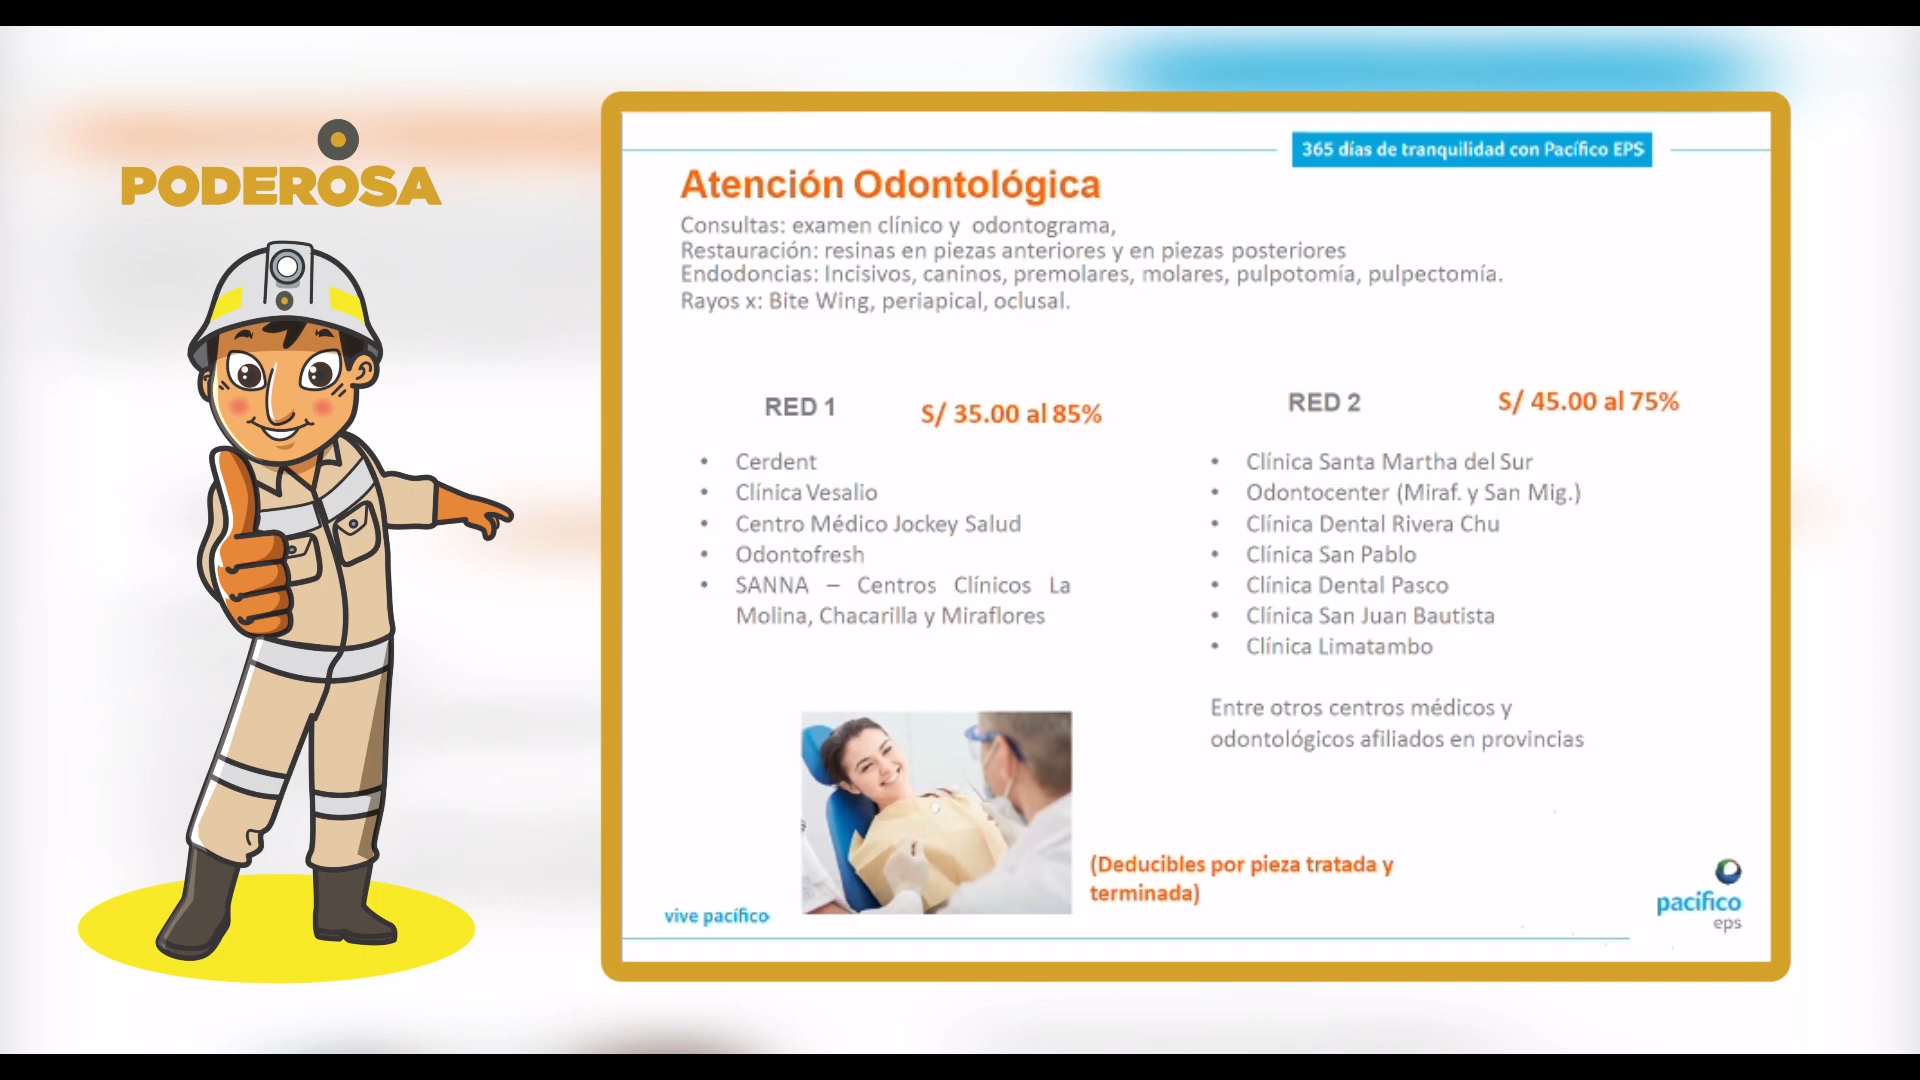 PODEROSA
365 días de tranquilidad con Pacífico EPS
Atención Odontológica
Consultas: examen clínico y odontograma,
Restauración: resinas en piezas anteriores y en piezas posteriores
Endodoncias: Incisivos, caninos, premolares, molares, pulpotomía, pulpectomía.
Rayos x: Bite Wing, periapical, oclusal.
RED 1
S/ 35.00 al 85%
• Cerdent
• Clínica Vesalio
• Centro Médico Jockey Salud
• Odontofresh
• SANNA – Centros Clínicos La
Molina, Chacarilla y Miraflores
RED 2
S/ 45.00 al 75%
• Clínica Santa Martha del Sur
• Odontocenter (Miraf. y San Mig.)
• Clínica Dental Rivera Chu
• Clínica San Pablo
• Clínica Dental Pasco
• Clínica San Juan Bautista
• Clínica Limatambo
Entre otros centros médicos y
odontológicos afiliados en provincias
(Deducibles por pieza tratada y
terminada)
vive pacífico
pacífico
eps